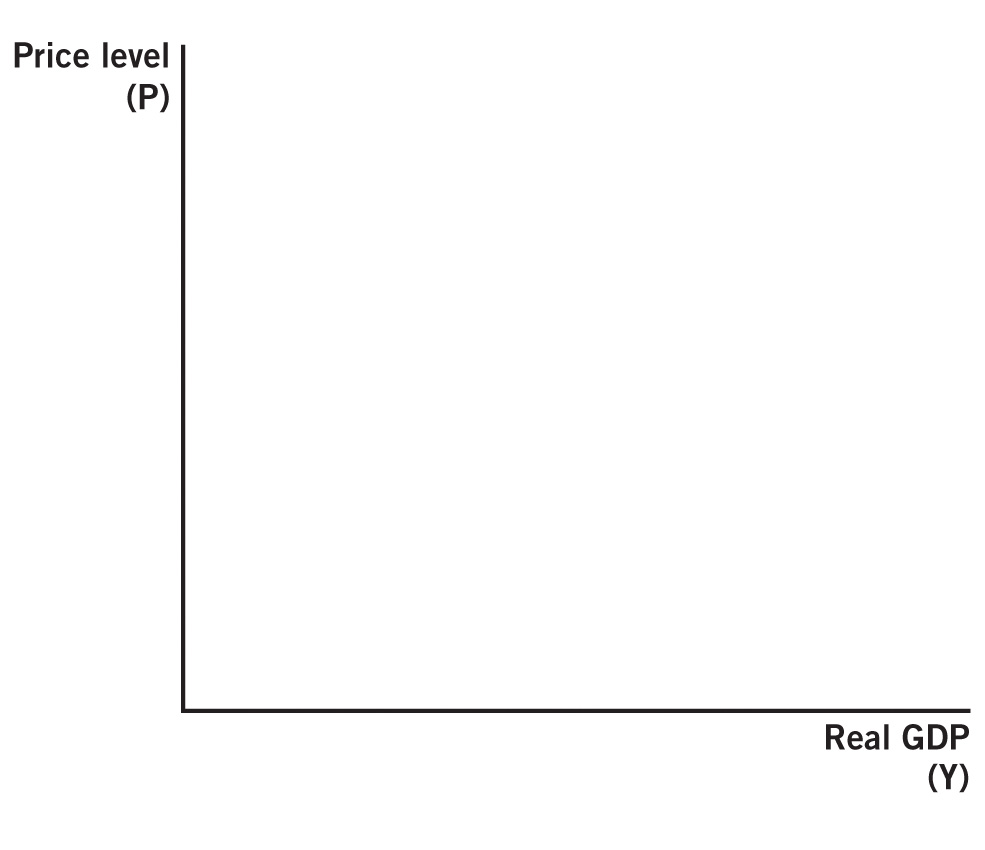 Price level
(P)
Real GDP
(Y)